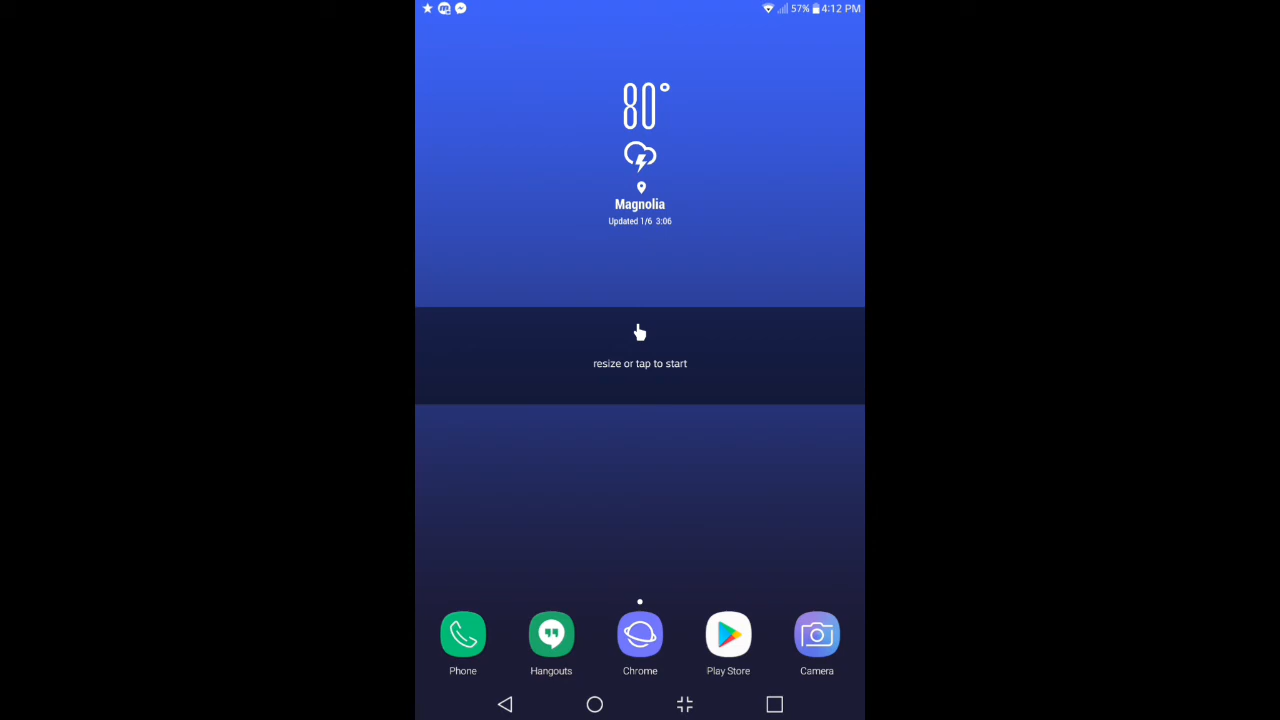 57% 4:12 PM
80°
Magnolia
Updated 1/6 3:06
resize or tap to start
Phone Hangouts Chrome Play Store Camera